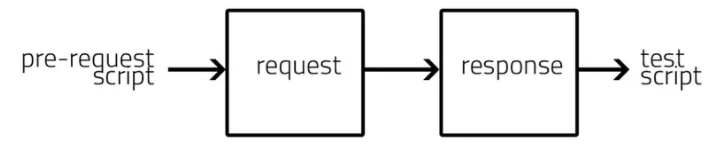 pre-request
script
request
response
test
script